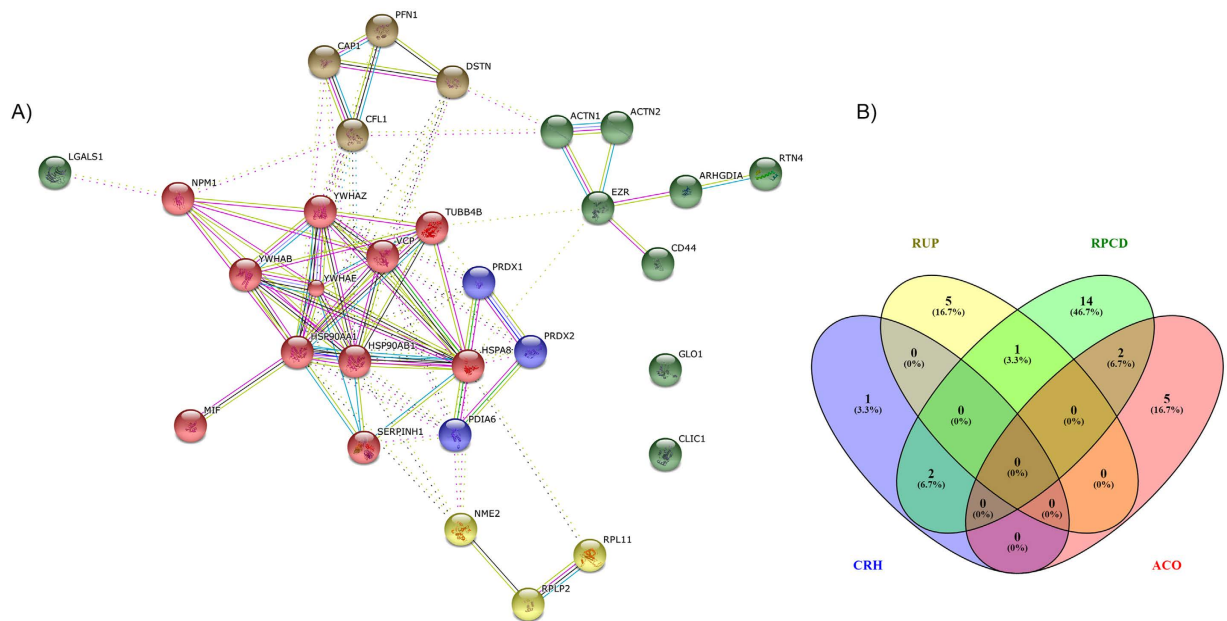 A)
PFN1
CAP1
DSTN
CFL1
ACTN1
ACTN2
LGALS1
NPM1
ARHGDIA
RTN4
EZR
YWHAZ
TUBB4B
VCP
CD44
YWHAB
YWHAE
PRDX1
HSP90AA1
HSP90AB1
HSPA8
PRDX2
GLO1
MIF
SERPINH1
PDIA6
CLIC1
NME2
RPL11
RPLP2
B)
RUP
RPCD
5
(16.7%)
14
(46.7%)
0
(0%)
1
(3.3%)
2
(6.7%)
1
(3.3%)
0
(0%)
0
(0%)
5
(16.7%)
2
(6.7%)
0
(0%)
0
(0%)
0
(0%)
0
(0%)
0
(0%)
CRH
ACO